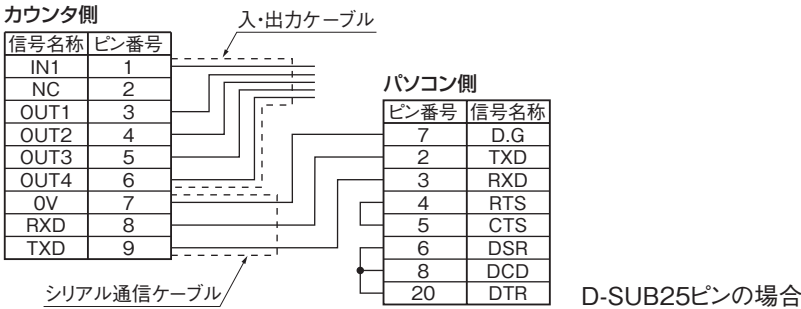 カウンタ側
入・出力ケーブル
信号名称 ピン番号
IN1 1
NC 2
OUT1 3
OUT2 4
OUT3 5
OUT4 6
0V 7
RXD 8
TXD 9
シリアル通信ケーブル
パソコン側
ピン番号 信号名称
7 D.G
2 TXD
3 RXD
4 RTS
5 CTS
6 DSR
8 DCD
20 DTR
D-SUB25ピンの場合